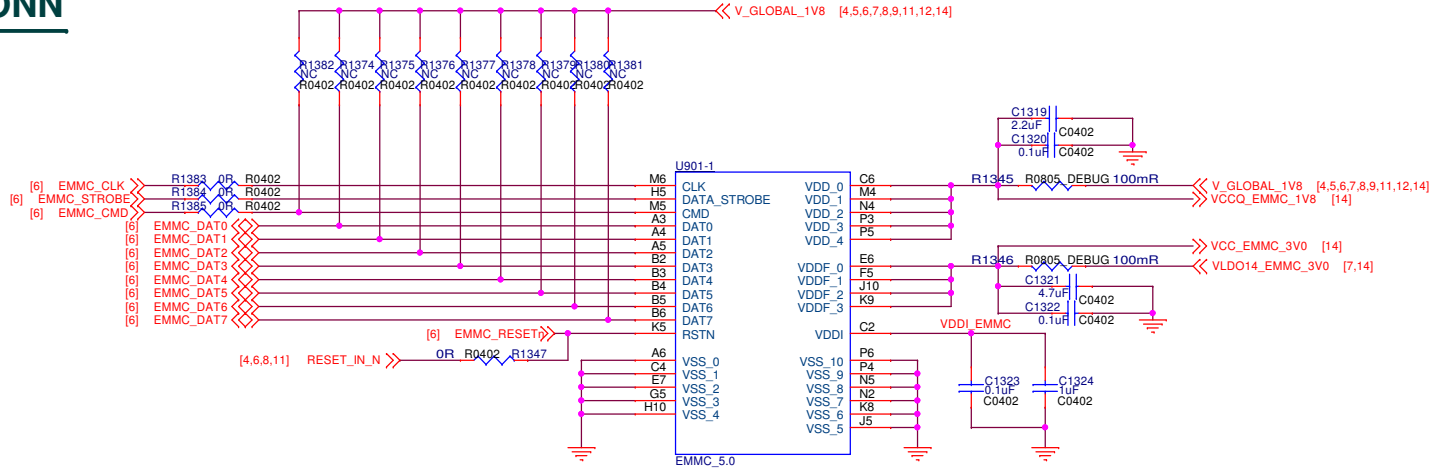 ONN
V_GLOBAL_1V8 [4,5,6,7,8,9,11,12,14]
R1382 R1374 R1375 R1376 R1377 R1378 R1379 R1380 R1381
NC NC NC NC NC NC NC NC NC
R0402 R0402 R0402 R0402 R0402 R0402 R0402 R0402 R0402
C1319
2.2uF C0402
C1320
0.1uF C0402
U901-1
[6] EMMC_CLK R1383 0R R0402 M6 CLK VDD_0 C6 R1345 R0805_DEBUG 100mR V_GLOBAL_1V8 [4,5,6,7,8,9,11,12,14]
[6] EMMC_STROBE R1384 0R R0402 H5 DATA_STROBE VDD_1 M4 VCCQ_EMMC_1V8 [14]
[6] EMMC_CMD R1385 0R R0402 M5 CMD VDD_2 N4
[6] EMMC_DAT0 A3 DAT0 VDD_3 P3
[6] EMMC_DAT1 A4 DAT1 VDD_4 P5
VCC_EMMC_3V0 [14]
[6] EMMC_DAT2 A5 DAT2
[6] EMMC_DAT3 B2 DAT3 VDDF_0 E6 R1346 R0805_DEBUG 100mR VLDO14_EMMC_3V0 [7,14]
[6] EMMC_DAT4 B3 DAT4 VDDF_1 F5 C1321
[6] EMMC_DAT5 B4 DAT5 VDDF_2 J10 4.7uF C0402
[6] EMMC_DAT6 B5 DAT6 VDDF_3 K9 C1322
[6] EMMC_DAT7 B6 DAT7 0.1uF C0402
[6] EMMC_RESETn K5 RSTN VDDI C2 VDDI_EMMC
[4,6,8,11] RESET_IN_N 0R R0402 R1347
A6 VSS_0 VSS_10 P6
C4 VSS_1 VSS_9 P4
E7 VSS_2 VSS_8 N5 C1323 C1324
G5 VSS_3 VSS_7 N2 0.1uF 1uF
H10 VSS_4 VSS_6 K8 C0402 C0402
VSS_5 J5
EMMC_5.0